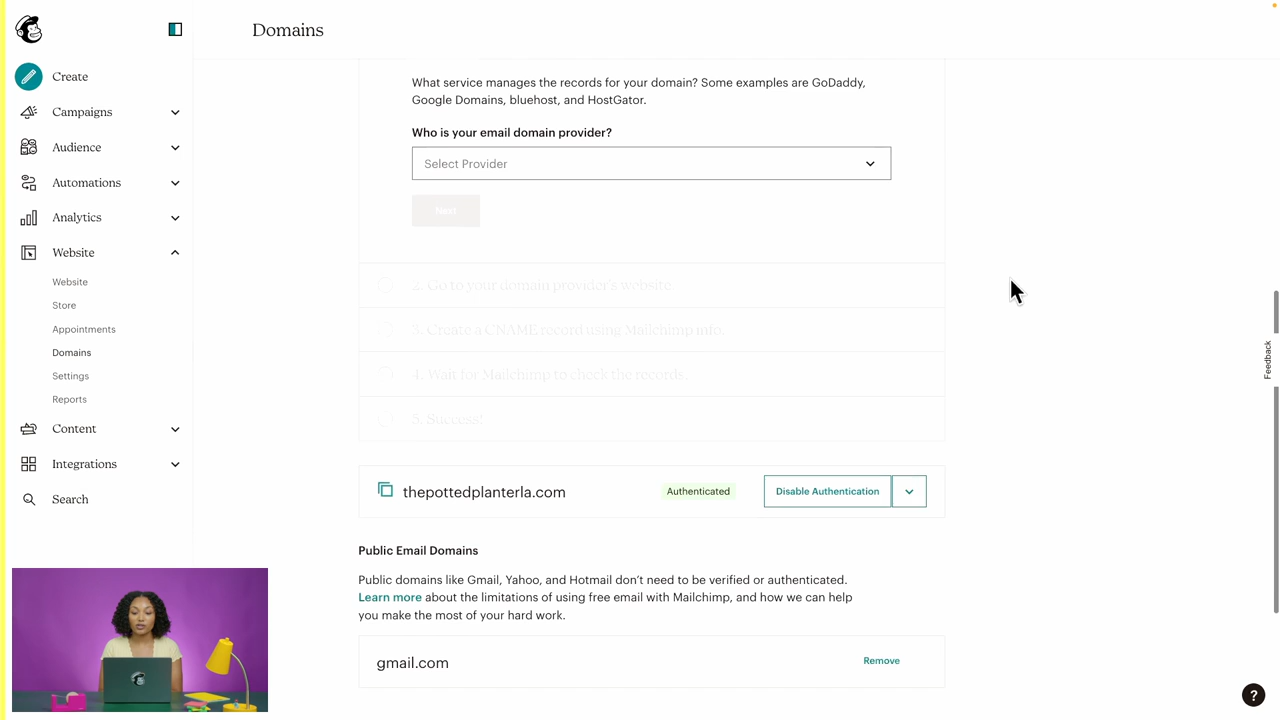 Domains
Create
Campaigns
Audience
Automations
Analytics
Website
Website
Store
Appointments
Domains
Settings
Reports
Content
Integrations
Search
What service manages the records for your domain? Some examples are GoDaddy,
Google Domains, bluehost, and HostGator.
Who is your email domain provider?
Select Provider
Next
2. Go to your domain provider's website
3. Create a CNAME record using Mailchimp info.
4. Wait for Mailchimp to check the records.
5. Success!
thepottedplanterla.com
Authenticated
Disable Authentication
Public Email Domains
Public domains like Gmail, Yahoo, and Hotmail don't need to be verified or authenticated.
Learn more about the limitations of using free email with Mailchimp, and how we can help
you make the most of your hard work.
gmail.com
Remove
Feedback
?